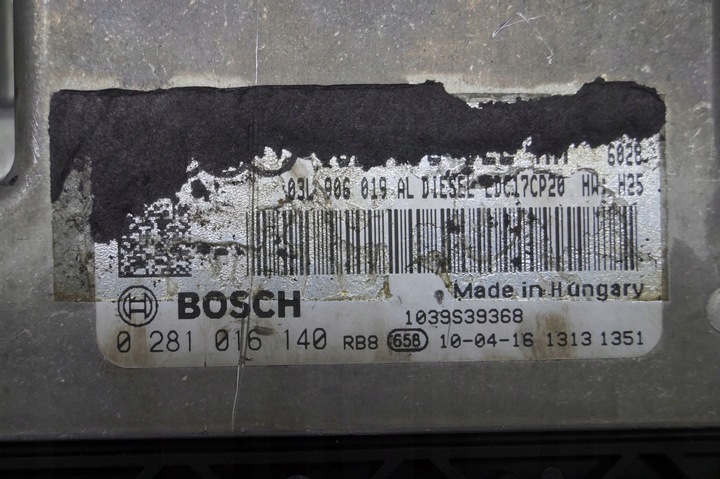 6028
03L 906 019 AL DIESEL EDC17CP20 HW: H25
Made in Hungary
BOSCH
1039S39368
0 281 016 140 RB8 658 10-04-16 1313 1351